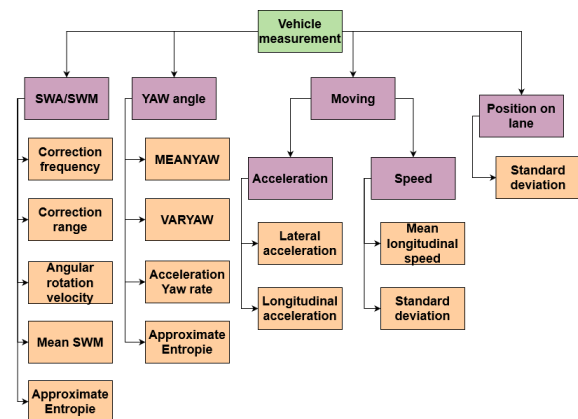 Vehicle
measurement
SWA/SWM
YAW angle
Moving
Position on
lane
Correction
frequency
Correction
range
Angular
rotation
velocity
Mean SWM
Approximate
Entropie
MEANYAW
VARYAW
Acceleration
Yaw rate
Approximate
Entropie
Acceleration
Speed
Lateral
acceleration
Longitudinal
acceleration
Mean
longitudinal
speed
Standard
deviation
Standard
deviation